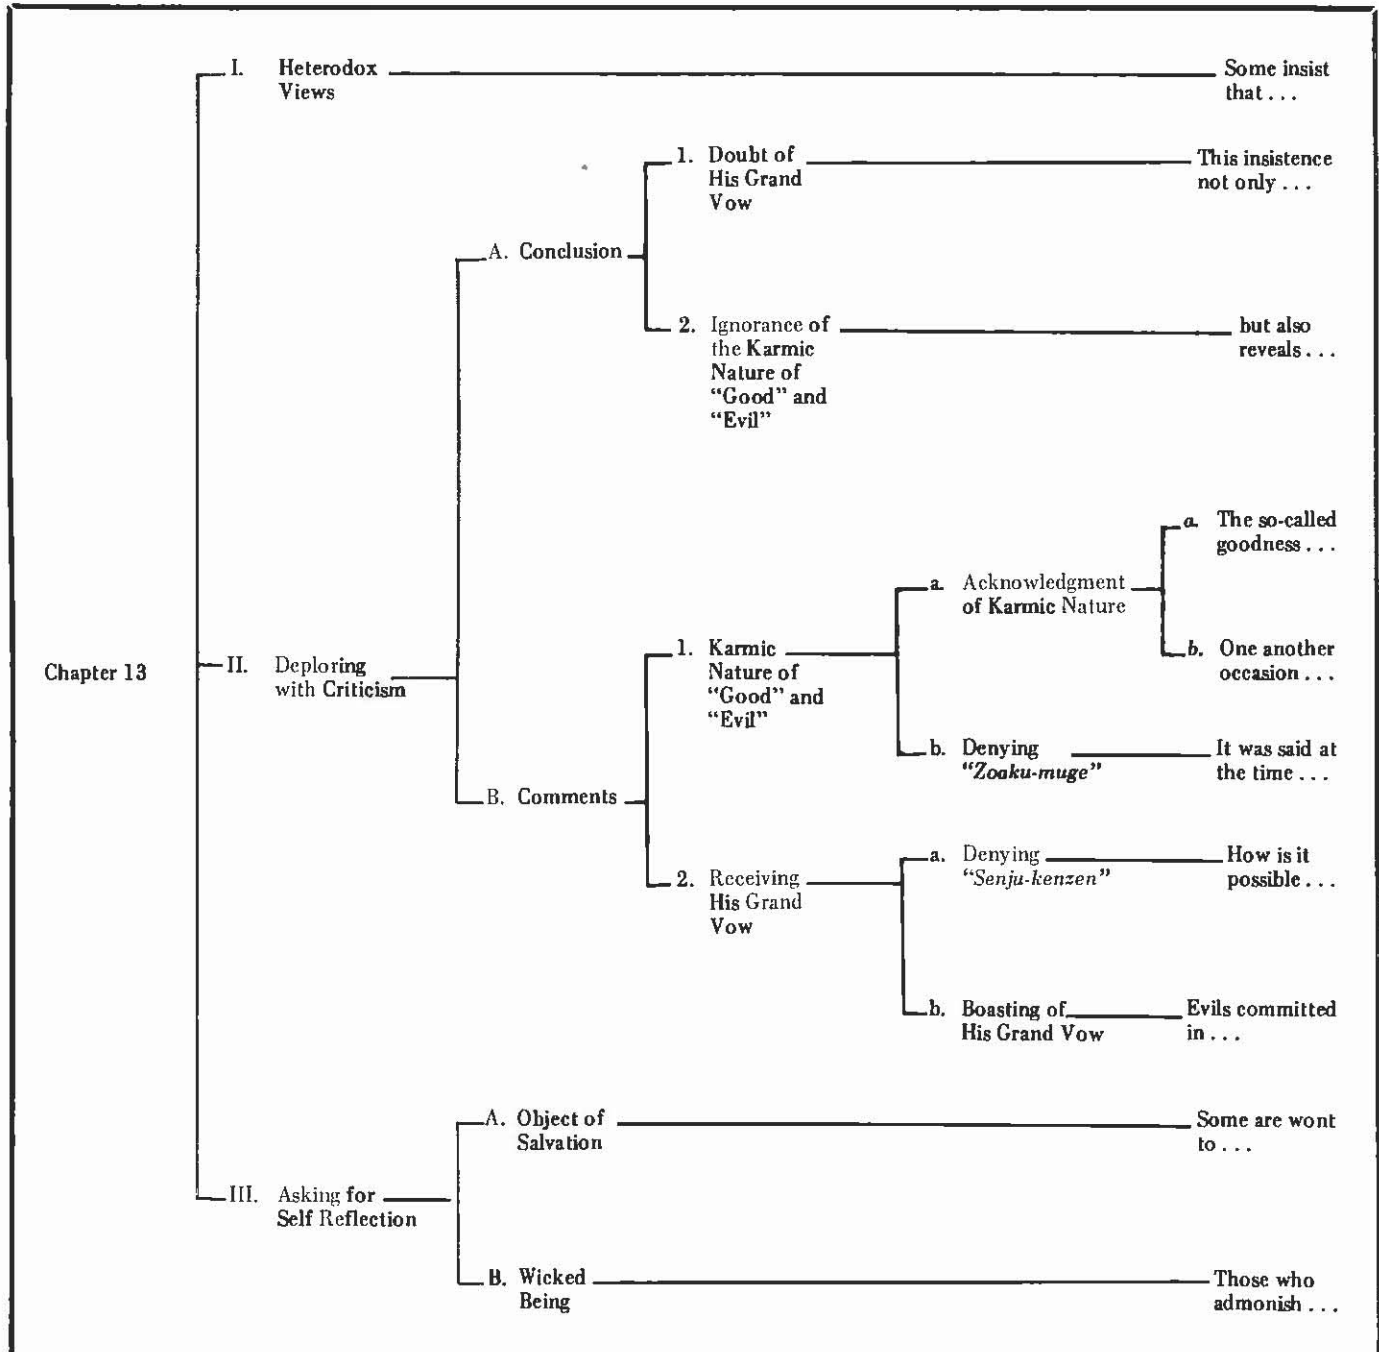 I. Heterodox
Views
Some insist
that . . .
1. Doubt of
His Grand
Vow
This insistence
not only . . .
A. Conclusion
2. Ignorance of
the Karmic
Nature of
“Good” and
“Evil”
but also
reveals . . .
a. The so-called
goodness . . .
a. Acknowledgment
of Karmic Nature
b. One another
occasion . . .
Chapter 13
II. Deploring
with Criticism
1. Karmic
Nature of
“Good” and
“Evil”
b. Denying
“Zoaku-muge”
It was said at
the time . . .
B. Comments
a. Denying
“Senju-kenzen”
How is it
possible . . .
2. Receiving
His Grand
Vow
b. Boasting of
His Grand Vow
Evils committed
in . . .
A. Object of
Salvation
Some are wont
to . . .
III. Asking for
Self Reflection
B. Wicked
Being
Those who
admonish . . .